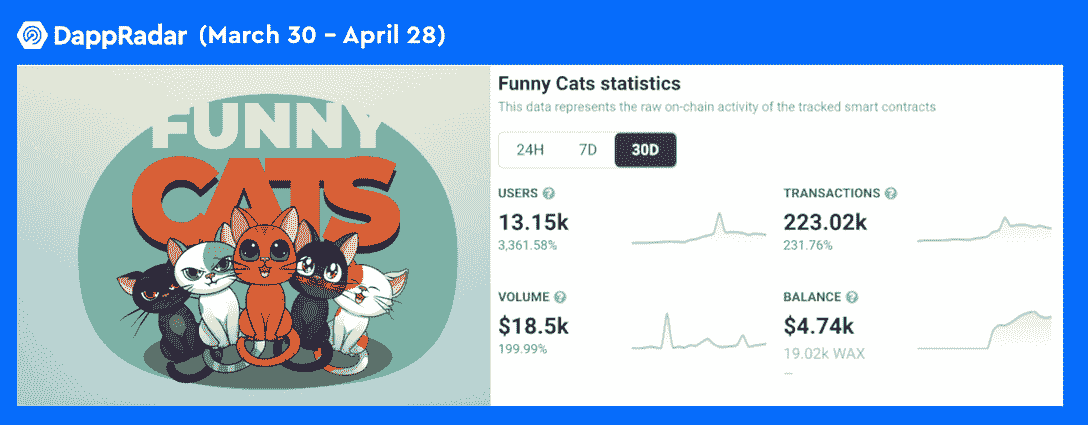 DappRadar (March 30 – April 28)
FUNNY
CATS
Funny Cats statistics
This data represents the raw on-chain activity of the tracked smart contracts
24H 7D 30D
USERS ?
13.15k
3,361.58%
TRANSACTIONS ?
223.02k
231.76%
VOLUME ?
$18.5k
199.99%
BALANCE ?
$4.74k
19.02k WAX
—